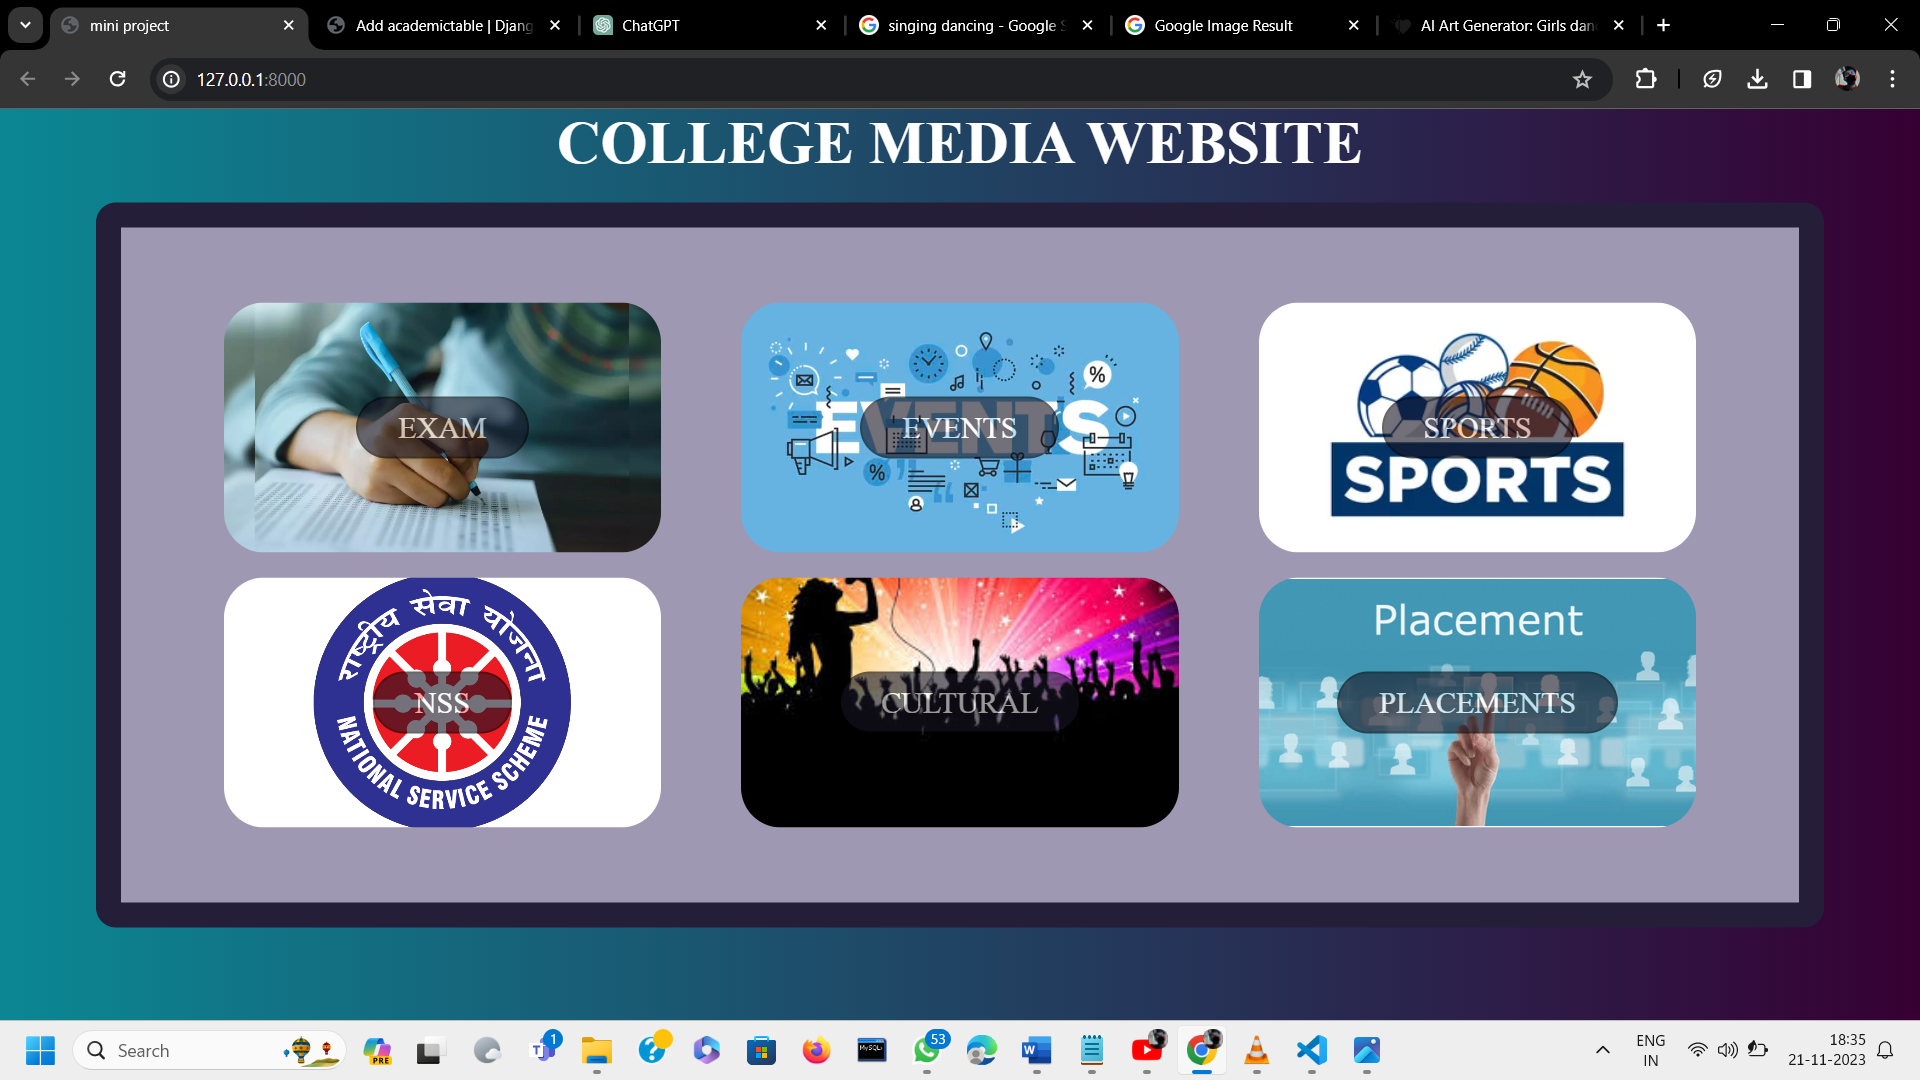 mini project
Add academictable | Djang
ChatGPT
singing dancing - Google S
Google Image Result
AI Art Generator: Girls dan
127.0.0.1:8000
COLLEGE MEDIA WEBSITE
EXAM
EVENTS
EVENTS
%
%
SPORTS
SPORTS
राष्ट्रीय सेवा योजना
NSS
NATIONAL SERVICE SCHEME
CULTURAL
Placement
PLACEMENTS
Search
PRE
1
MySQL
53
ENG
IN
18:35
21-11-2023